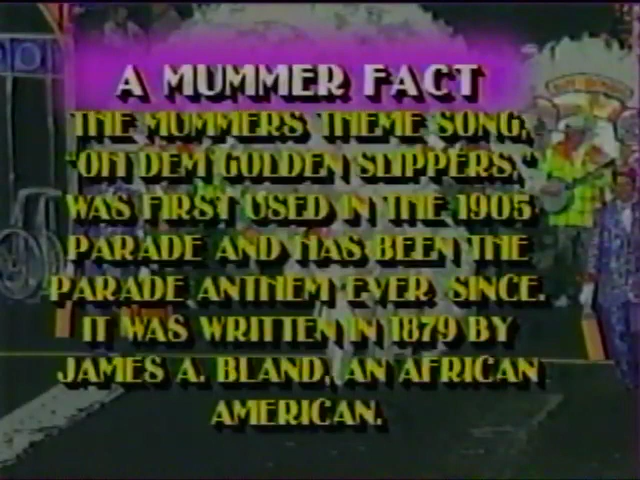 A MUMMER FACT
THE MUMMERS THEME SONG,
"OH DEM GOLDEN SLIPPERS,"
WAS FIRST USED IN THE 1905
PARADE AND HAS BEEN THE
PARADE ANTHEM EVER SINCE.
IT WAS WRITTEN IN 1879 BY
JAMES A. BLAND, AN AFRICAN
AMERICAN.